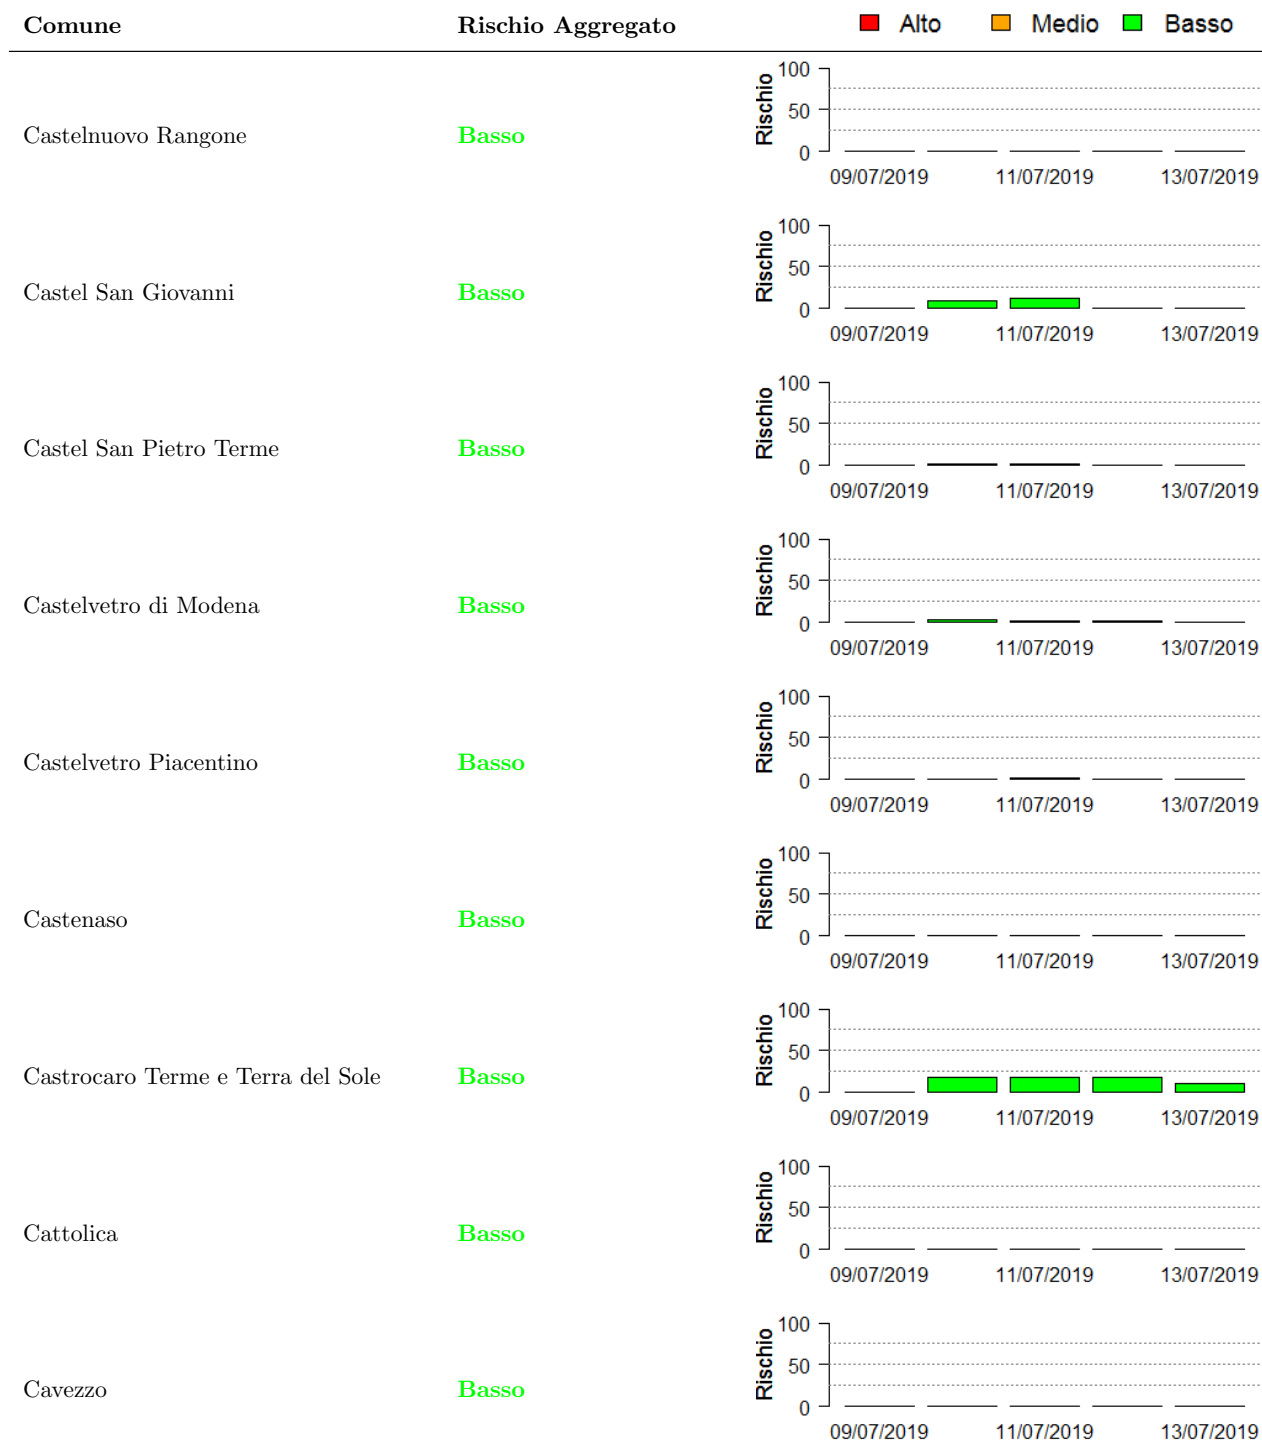 Comune Rischio Aggregato Alto Medio Basso
Castelnuovo Rangone Basso
Rischio
100
50
0
09/07/2019 11/07/2019 13/07/2019
Castel San Giovanni Basso
Rischio
100
50
0
09/07/2019 11/07/2019 13/07/2019
Castel San Pietro Terme Basso
Rischio
100
50
0
09/07/2019 11/07/2019 13/07/2019
Castelvetro di Modena Basso
Rischio
100
50
0
09/07/2019 11/07/2019 13/07/2019
Castelvetro Piacentino Basso
Rischio
100
50
0
09/07/2019 11/07/2019 13/07/2019
Castenaso Basso
Rischio
100
50
0
09/07/2019 11/07/2019 13/07/2019
Castrocaro Terme e Terra del Sole Basso
Rischio
100
50
0
09/07/2019 11/07/2019 13/07/2019
Cattolica Basso
Rischio
100
50
0
09/07/2019 11/07/2019 13/07/2019
Cavezzo Basso
Rischio
100
50
0
09/07/2019 11/07/2019 13/07/2019